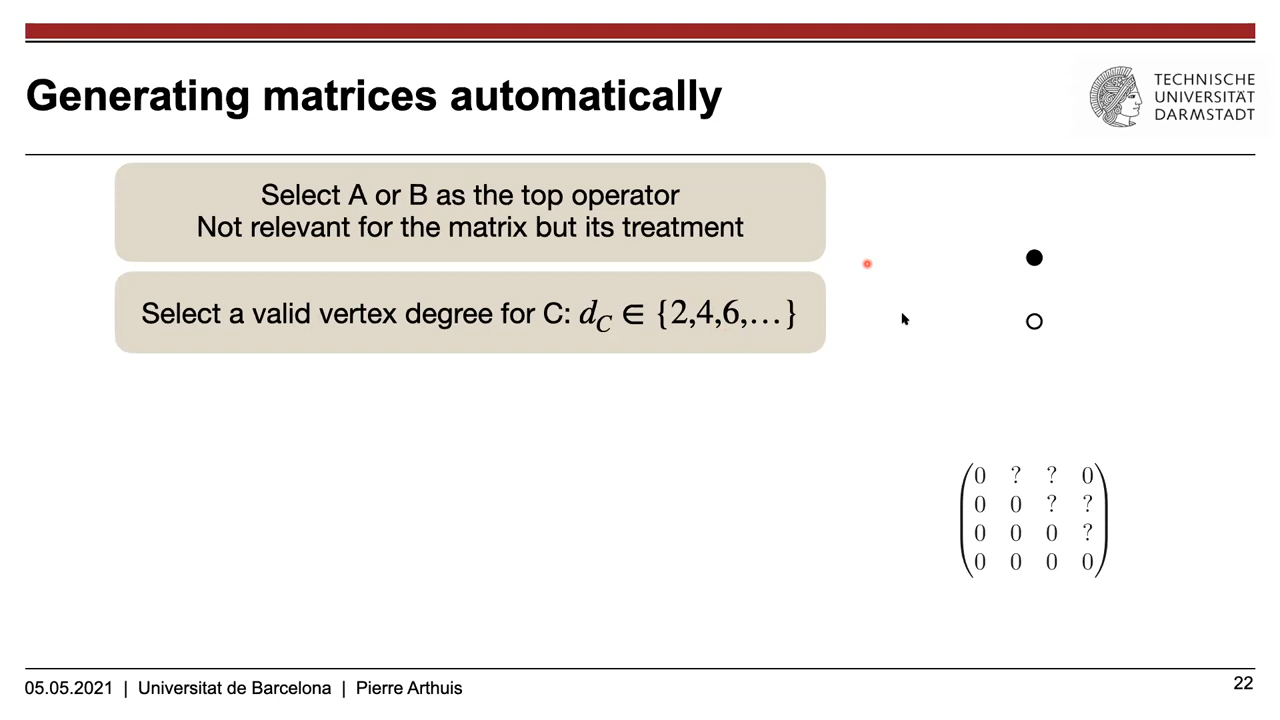 Generating matrices automatically
TECHNISCHE
UNIVERSITÄT
DARMSTADT
Select A or B as the top operator
Not relevant for the matrix but its treatment
Select a valid vertex degree for C: d_C ∈ {2,4,6,…}
0 ? ? 0
0 0 ? ?
0 0 0 ?
0 0 0 0
05.05.2021 | Universitat de Barcelona | Pierre Arthuis
22